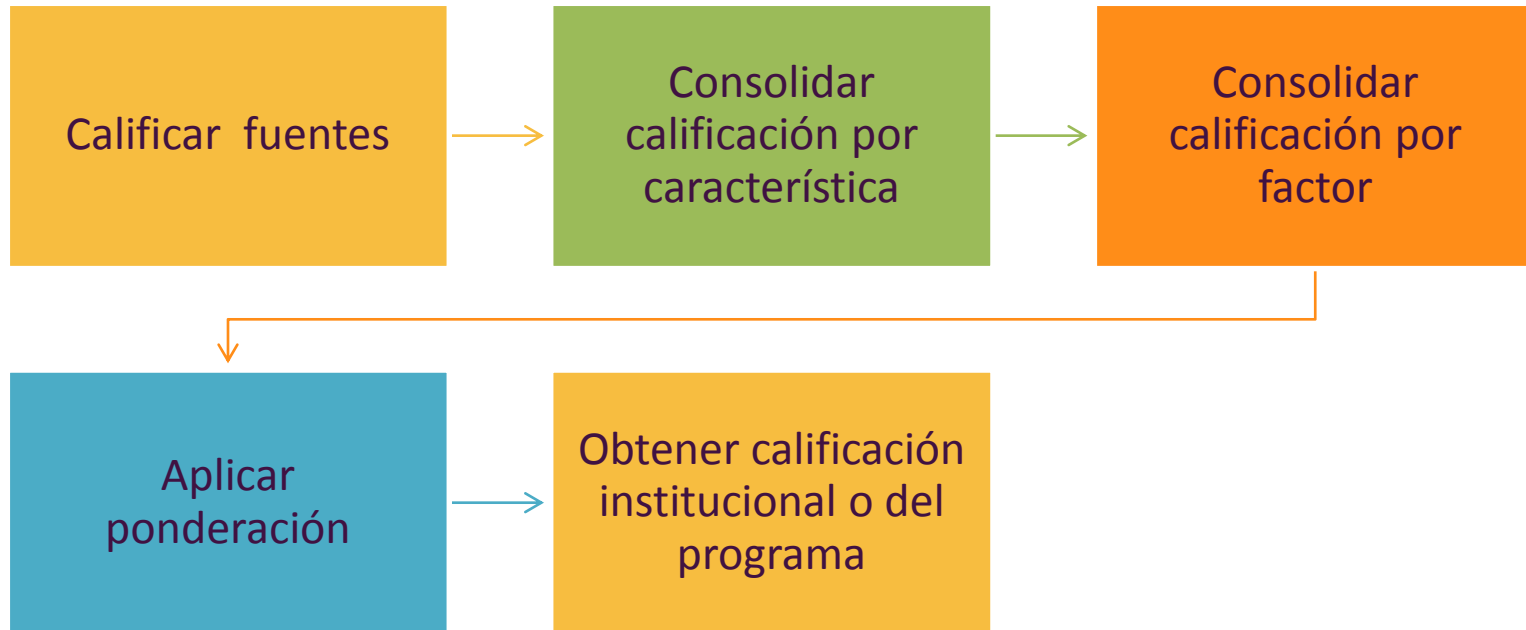 Calificar fuentes
Consolidar
calificación por
característica
Consolidar
calificación por
factor
Aplicar
ponderación
Obtener calificación
institucional o del
programa